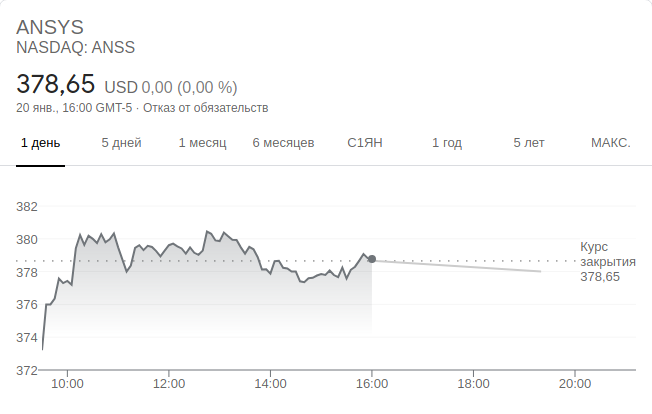 ANSYS
NASDAQ: ANSS
378,65 USD 0,00 (0,00 %)
20 янв., 16:00 GMT-5 · Отказ от обязательств
1 день 5 дней 1 месяц 6 месяцев С1ЯН 1 год 5 лет МАКС.
382
380
378
376
374
372
Курс
закрытия
378,65
10:00 12:00 14:00 16:00 18:00 20:00